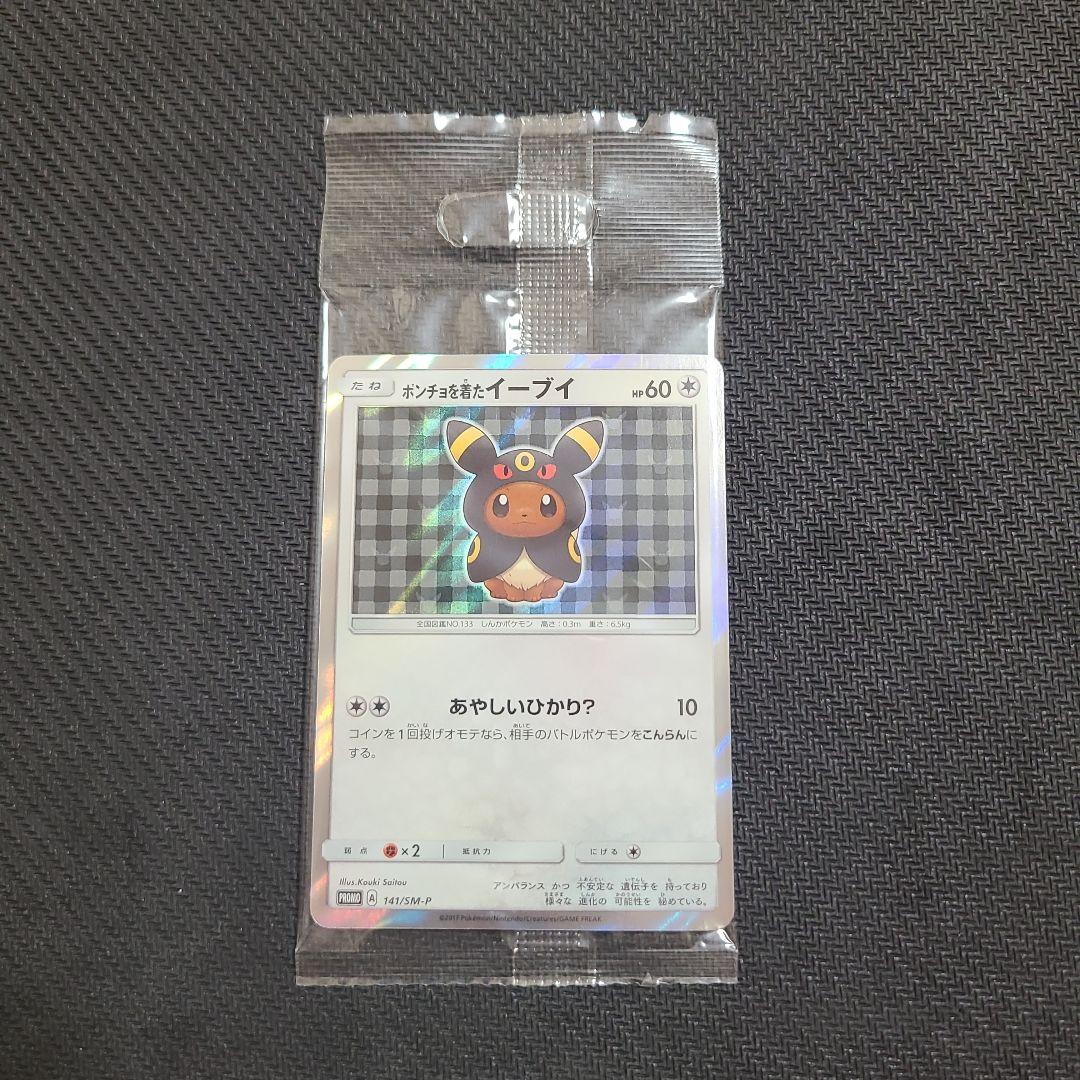 たね ポンチョを着たイーブイ HP60
全国図鑑NO.133 しんかポケモン 高さ:0.3m 重さ:6.5kg
あやしいひかり? 10
コインを1回投げオモテなら、相手のバトルポケモンをこんらんに
する。
弱点 ×2 抵抗力 にげる
Illus.Kouki Saitou
アンバランス かつ 不安定な 遺伝子を 持っており
様々な 進化の 可能性を 秘めている。
PROMO A 141/SM-P
©2017 Pokémon/Nintendo/Creatures/GAME FREAK